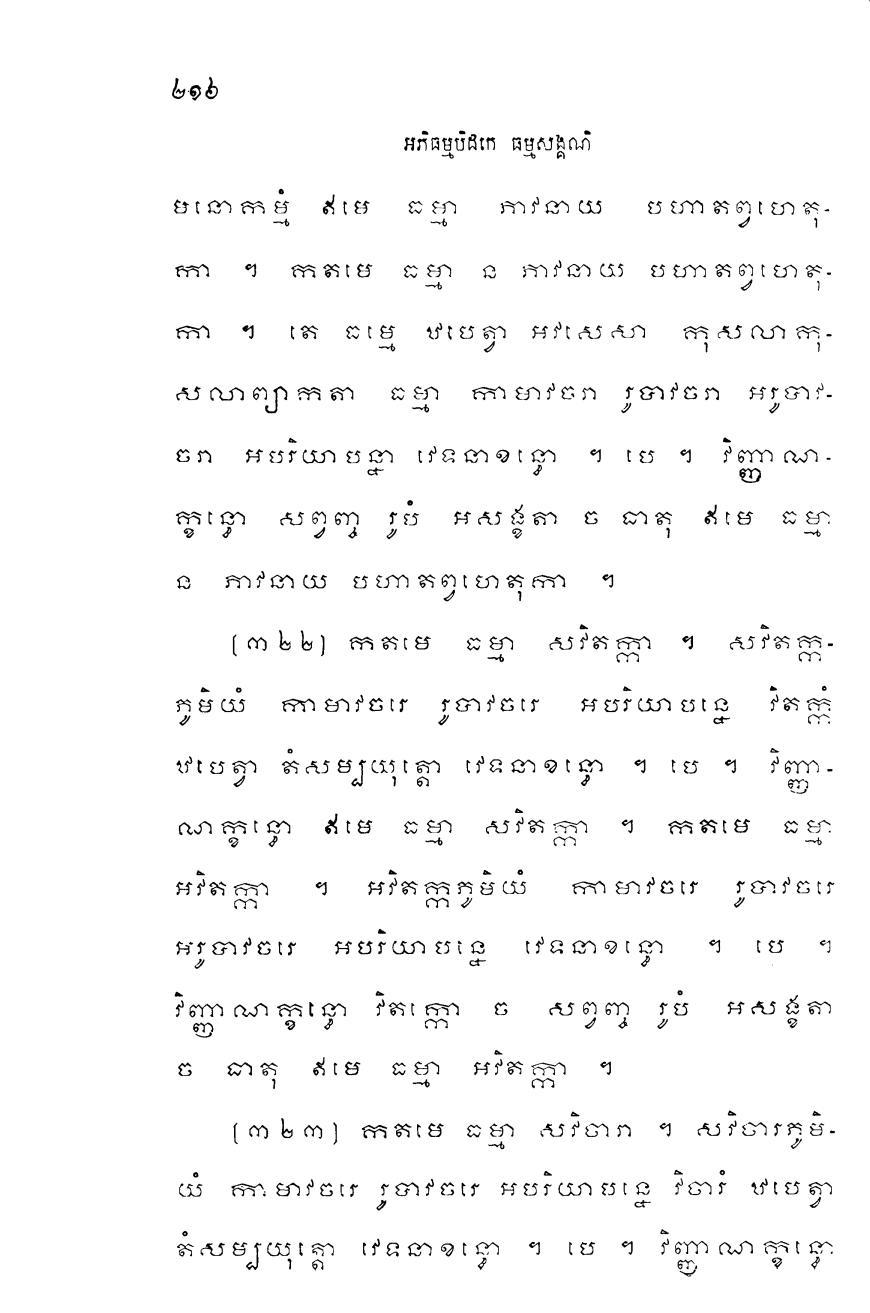 ២១៦
អភិធម្មបិដកេ ធម្មសង្គណិ
មនោកម្មំ ឥមេ ធម្មា ភាវនាយ បហាតព្វហេតុ-
កា ។ កតមេ ធម្មា ន ភាវនាយ បហាតព្វហេតុ-
កា ។ តេ ធម្មេ ឋបេត្វា អវសេសា កុសលាកុ-
សលាព្យាកតា ធម្មា កាមាវចរា រូបាវចរា អរូបាវ-
ចរា អបរិយាបន្នា វេទនាខន្ធោ ។ បេ ។ វិញ្ញាណ-
ក្ខន្ធោ សព្វញ្ច រូបំ អសង្ខតា ច ធាតុ ឥមេ ធម្មា
ន ភាវនាយ បហាតព្វហេតុកា ។
(៣២២) កតមេ ធម្មា សវិតក្កា ។ សវិតក្ក-
ភូមិយំ កាមាវចរេ រូបាវចរេ អបរិយាបន្នេ វិតក្កំ
ឋបេត្វា តំសម្បយុត្តោ វេទនាខន្ធោ ។ បេ ។ វិញ្ញា-
ណក្ខន្ធោ ឥមេ ធម្មា សវិតក្កា ។ កតមេ ធម្មា
អវិតក្កា ។ អវិតក្កភូមិយំ កាមាវចរេ រូបាវចរេ
អរូបាវចរេ អបរិយាបន្នេ វេទនាខន្ធោ ។ បេ ។
វិញ្ញាណក្ខន្ធោ វិតក្កោ ច សព្វញ្ច រូបំ អសង្ខតា
ច ធាតុ ឥមេ ធម្មា អវិតក្កា ។
(៣២៣) កតមេ ធម្មា សវិចារា ។ សវិចារភូមិ-
យំ កាមាវចរេ រូបាវចរេ អបរិយាបន្នេ វិចារំ ឋបេត្វា
តំសម្បយុត្តោ វេទនាខន្ធោ ។ បេ ។ វិញ្ញាណក្ខន្ធោ